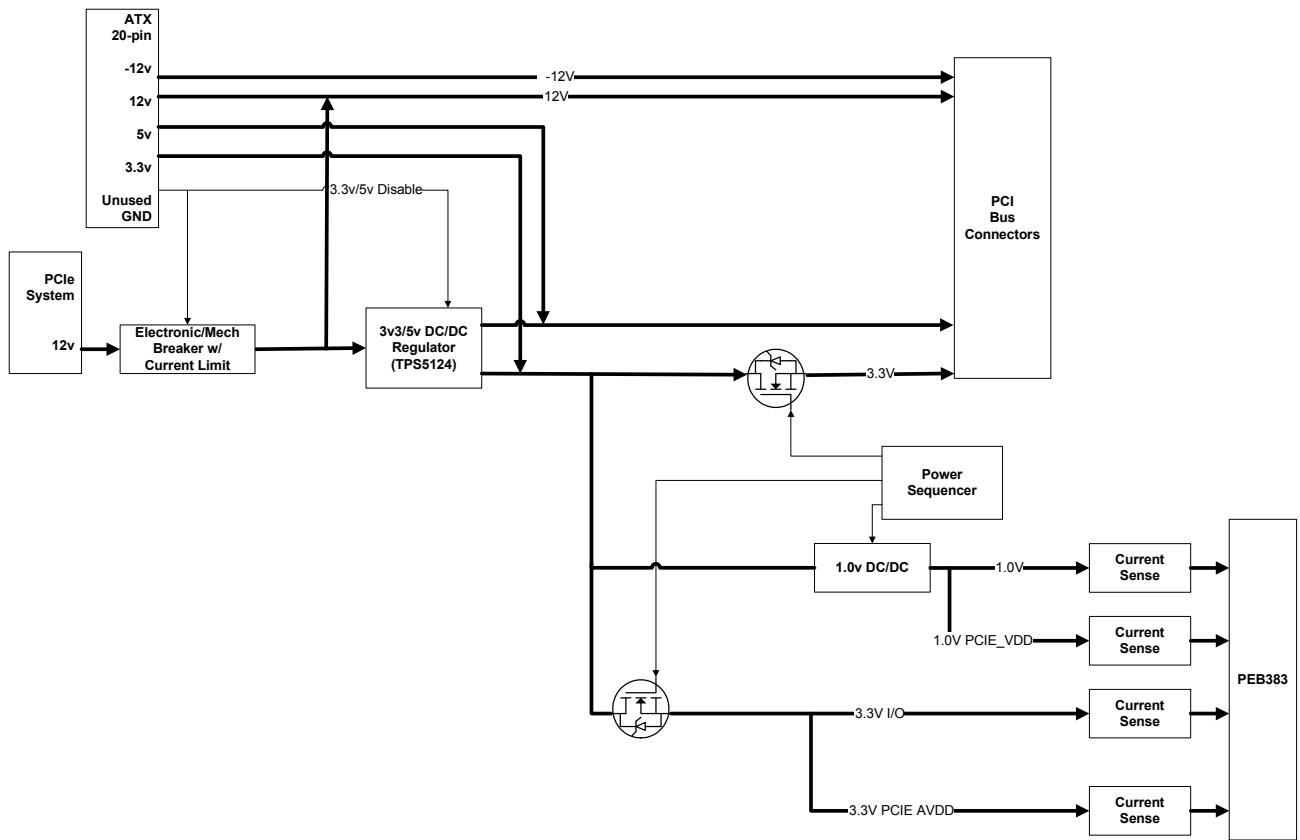 ATX
20-pin
-12v
12v
5v
3.3v
Unused
GND
-12V
12V
3.3v/5v Disable
PCI
Bus
Connectors
PCIe
System
12v
Electronic/Mech
Breaker w/
Current Limit
3v3/5v DC/DC
Regulator
(TPS5124)
3.3V
Power
Sequencer
1.0v DC/DC
1.0V
Current
Sense
1.0V PCIE_VDD
Current
Sense
PEB383
3.3V I/O
Current
Sense
3.3V PCIE AVDD
Current
Sense